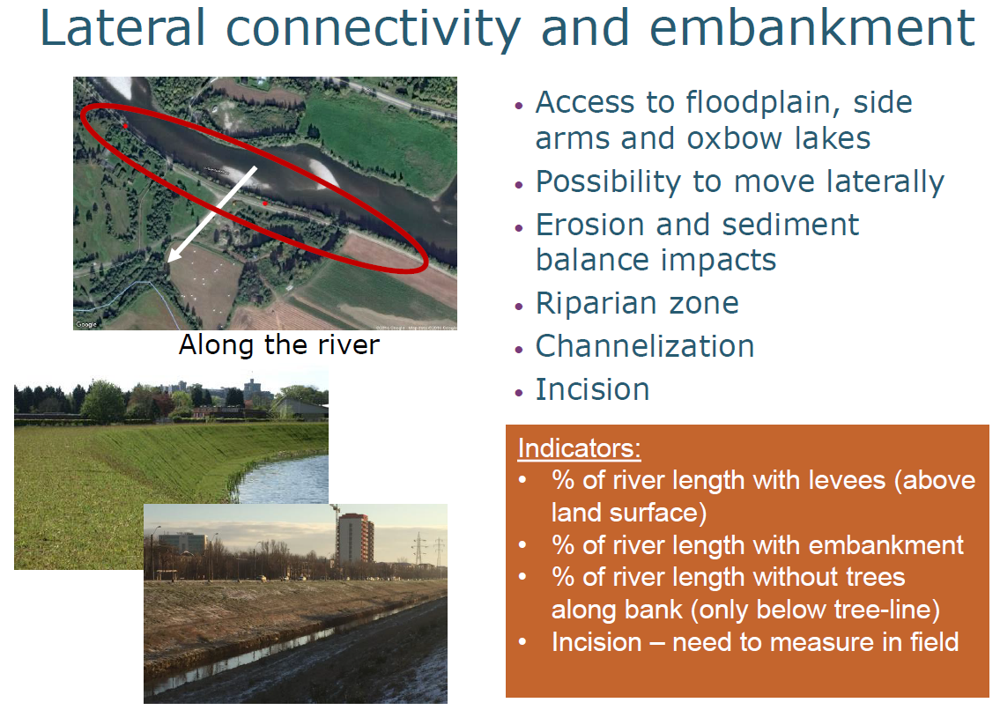 Lateral connectivity and embankment
• Access to floodplain, side
arms and oxbow lakes
• Possibility to move laterally
• Erosion and sediment
balance impacts
• Riparian zone
• Channelization
• Incision
Google
Along the river
Indicators:
• % of river length with levees (above
land surface)
• % of river length with embankment
• % of river length without trees
along bank (only below tree-line)
• Incision – need to measure in field